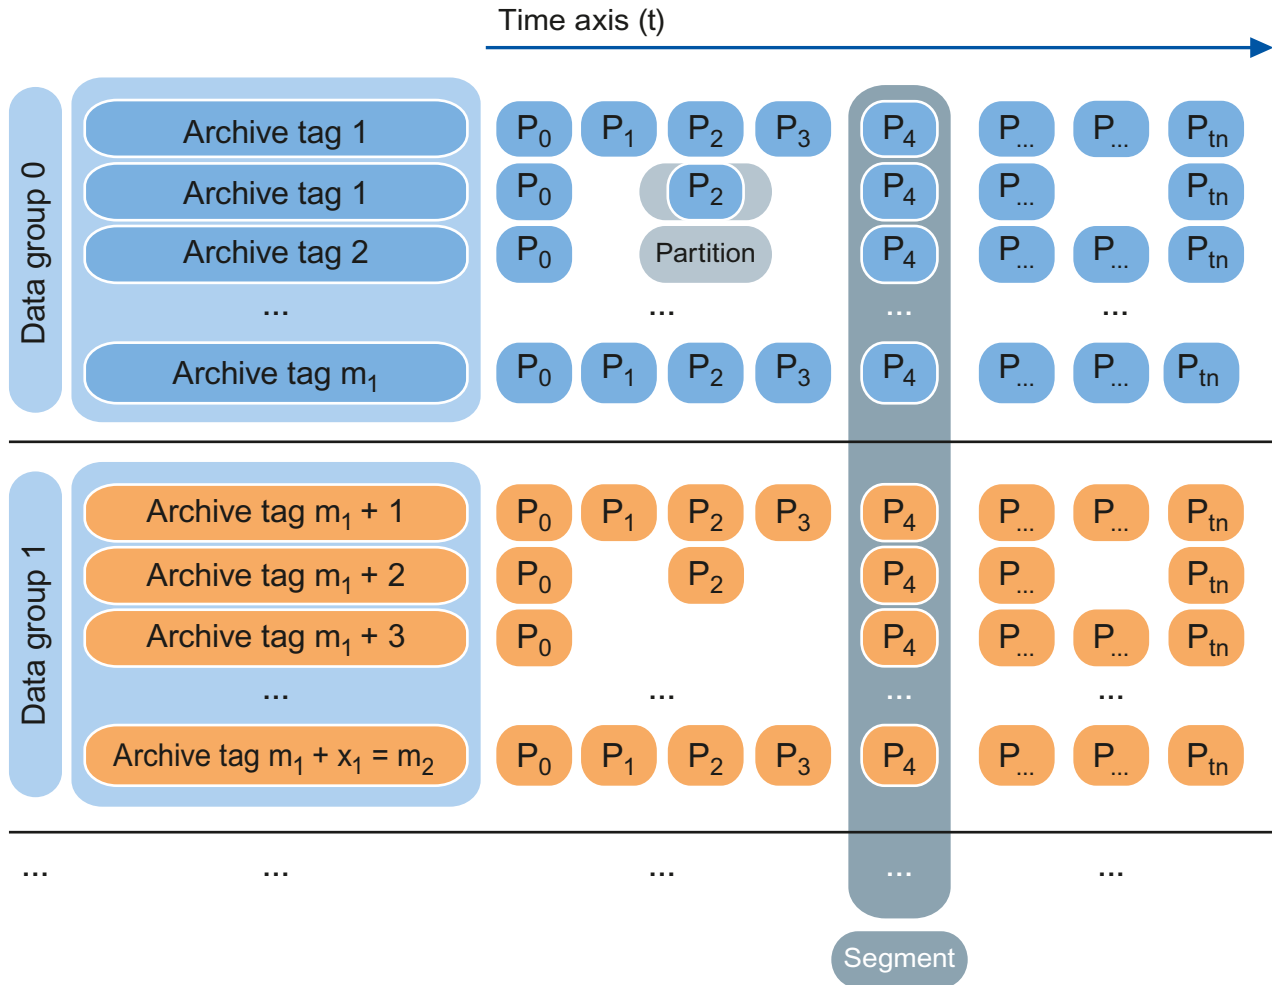 Time axis (t)
Data group 0
Archive tag 1 P0 P1 P2 P3 P4 P... P... Ptn
Archive tag 1 P0 P2 P4 P... Ptn
Archive tag 2 P0 Partition P4 P... P... Ptn
... ... ... ...
Archive tag m1 P0 P1 P2 P3 P4 P... P... Ptn
Data group 1
Archive tag m1 + 1 P0 P1 P2 P3 P4 P... P... Ptn
Archive tag m1 + 2 P0 P2 P4 P... Ptn
Archive tag m1 + 3 P0 P4 P... P... Ptn
... ... ... ...
Archive tag m1 + x1 = m2 P0 P1 P2 P3 P4 P... P... Ptn
... ... ... ... ...
Segment